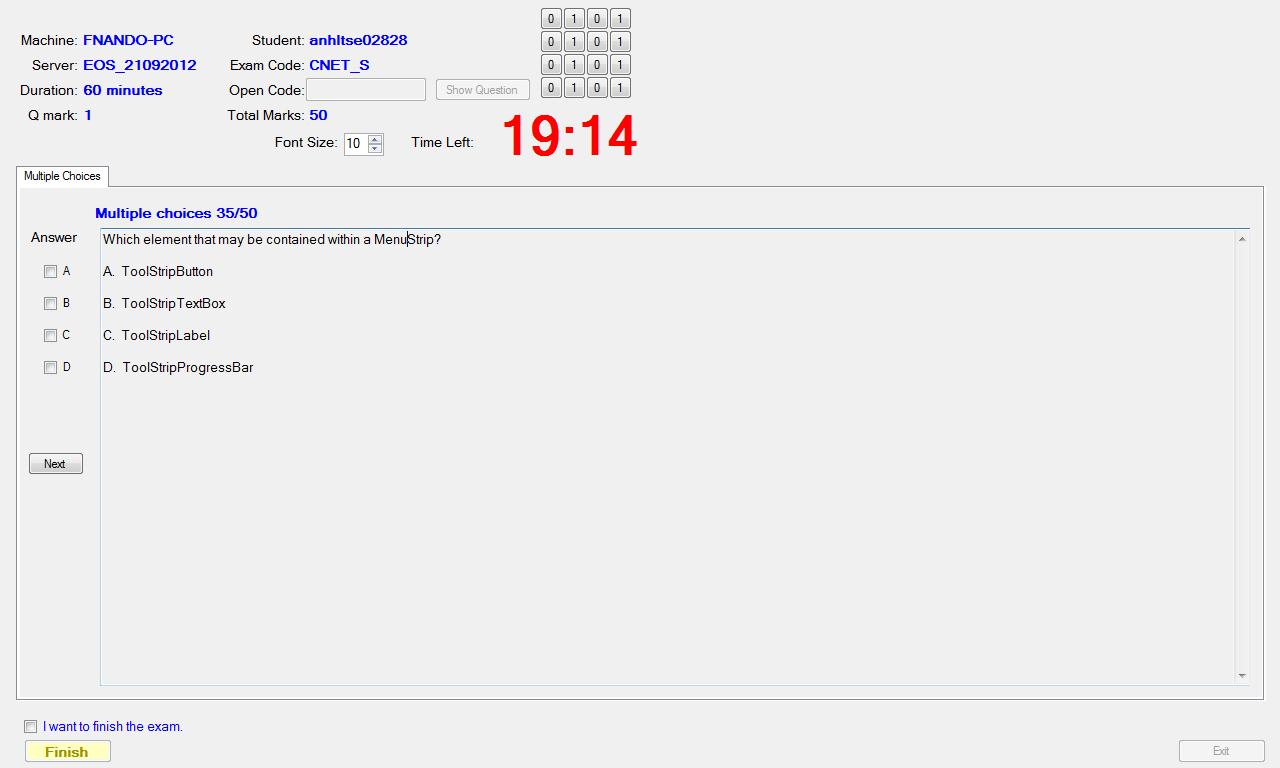 0 1 0 1
Machine: FNANDO-PC Student: anhltse02828
0 1 0 1
Server: EOS_21092012 Exam Code: CNET_S
0 1 0 1
Duration: 60 minutes Open Code: Show Question
0 1 0 1
Q mark: 1 Total Marks: 50
Font Size: 10 Time Left: 19:14
Multiple Choices
Multiple choices 35/50
Answer
Which element that may be contained within a MenuStrip?
A A. ToolStripButton
B B. ToolStripTextBox
C C. ToolStripLabel
D D. ToolStripProgressBar
Next
I want to finish the exam.
Finish
Exit